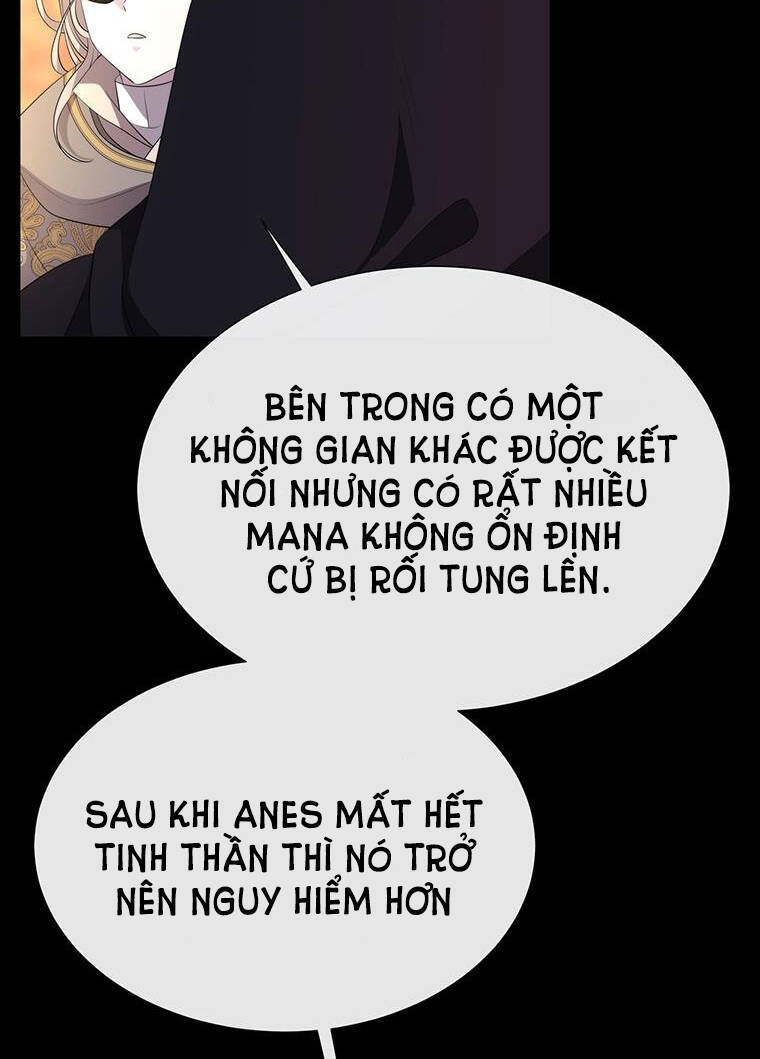 BÊN TRONG CÓ MỘT
KHÔNG GIAN KHÁC ĐƯỢC KẾT
NỐI NHƯNG CÓ RẤT NHIỀU
MANA KHÔNG ỔN ĐỊNH
CỨ BỊ RỐI TUNG LÊN.
SAU KHI ANES MẤT HẾT
TINH THẦN THÌ NÓ TRỞ
NÊN NGUY HIỂM HƠN